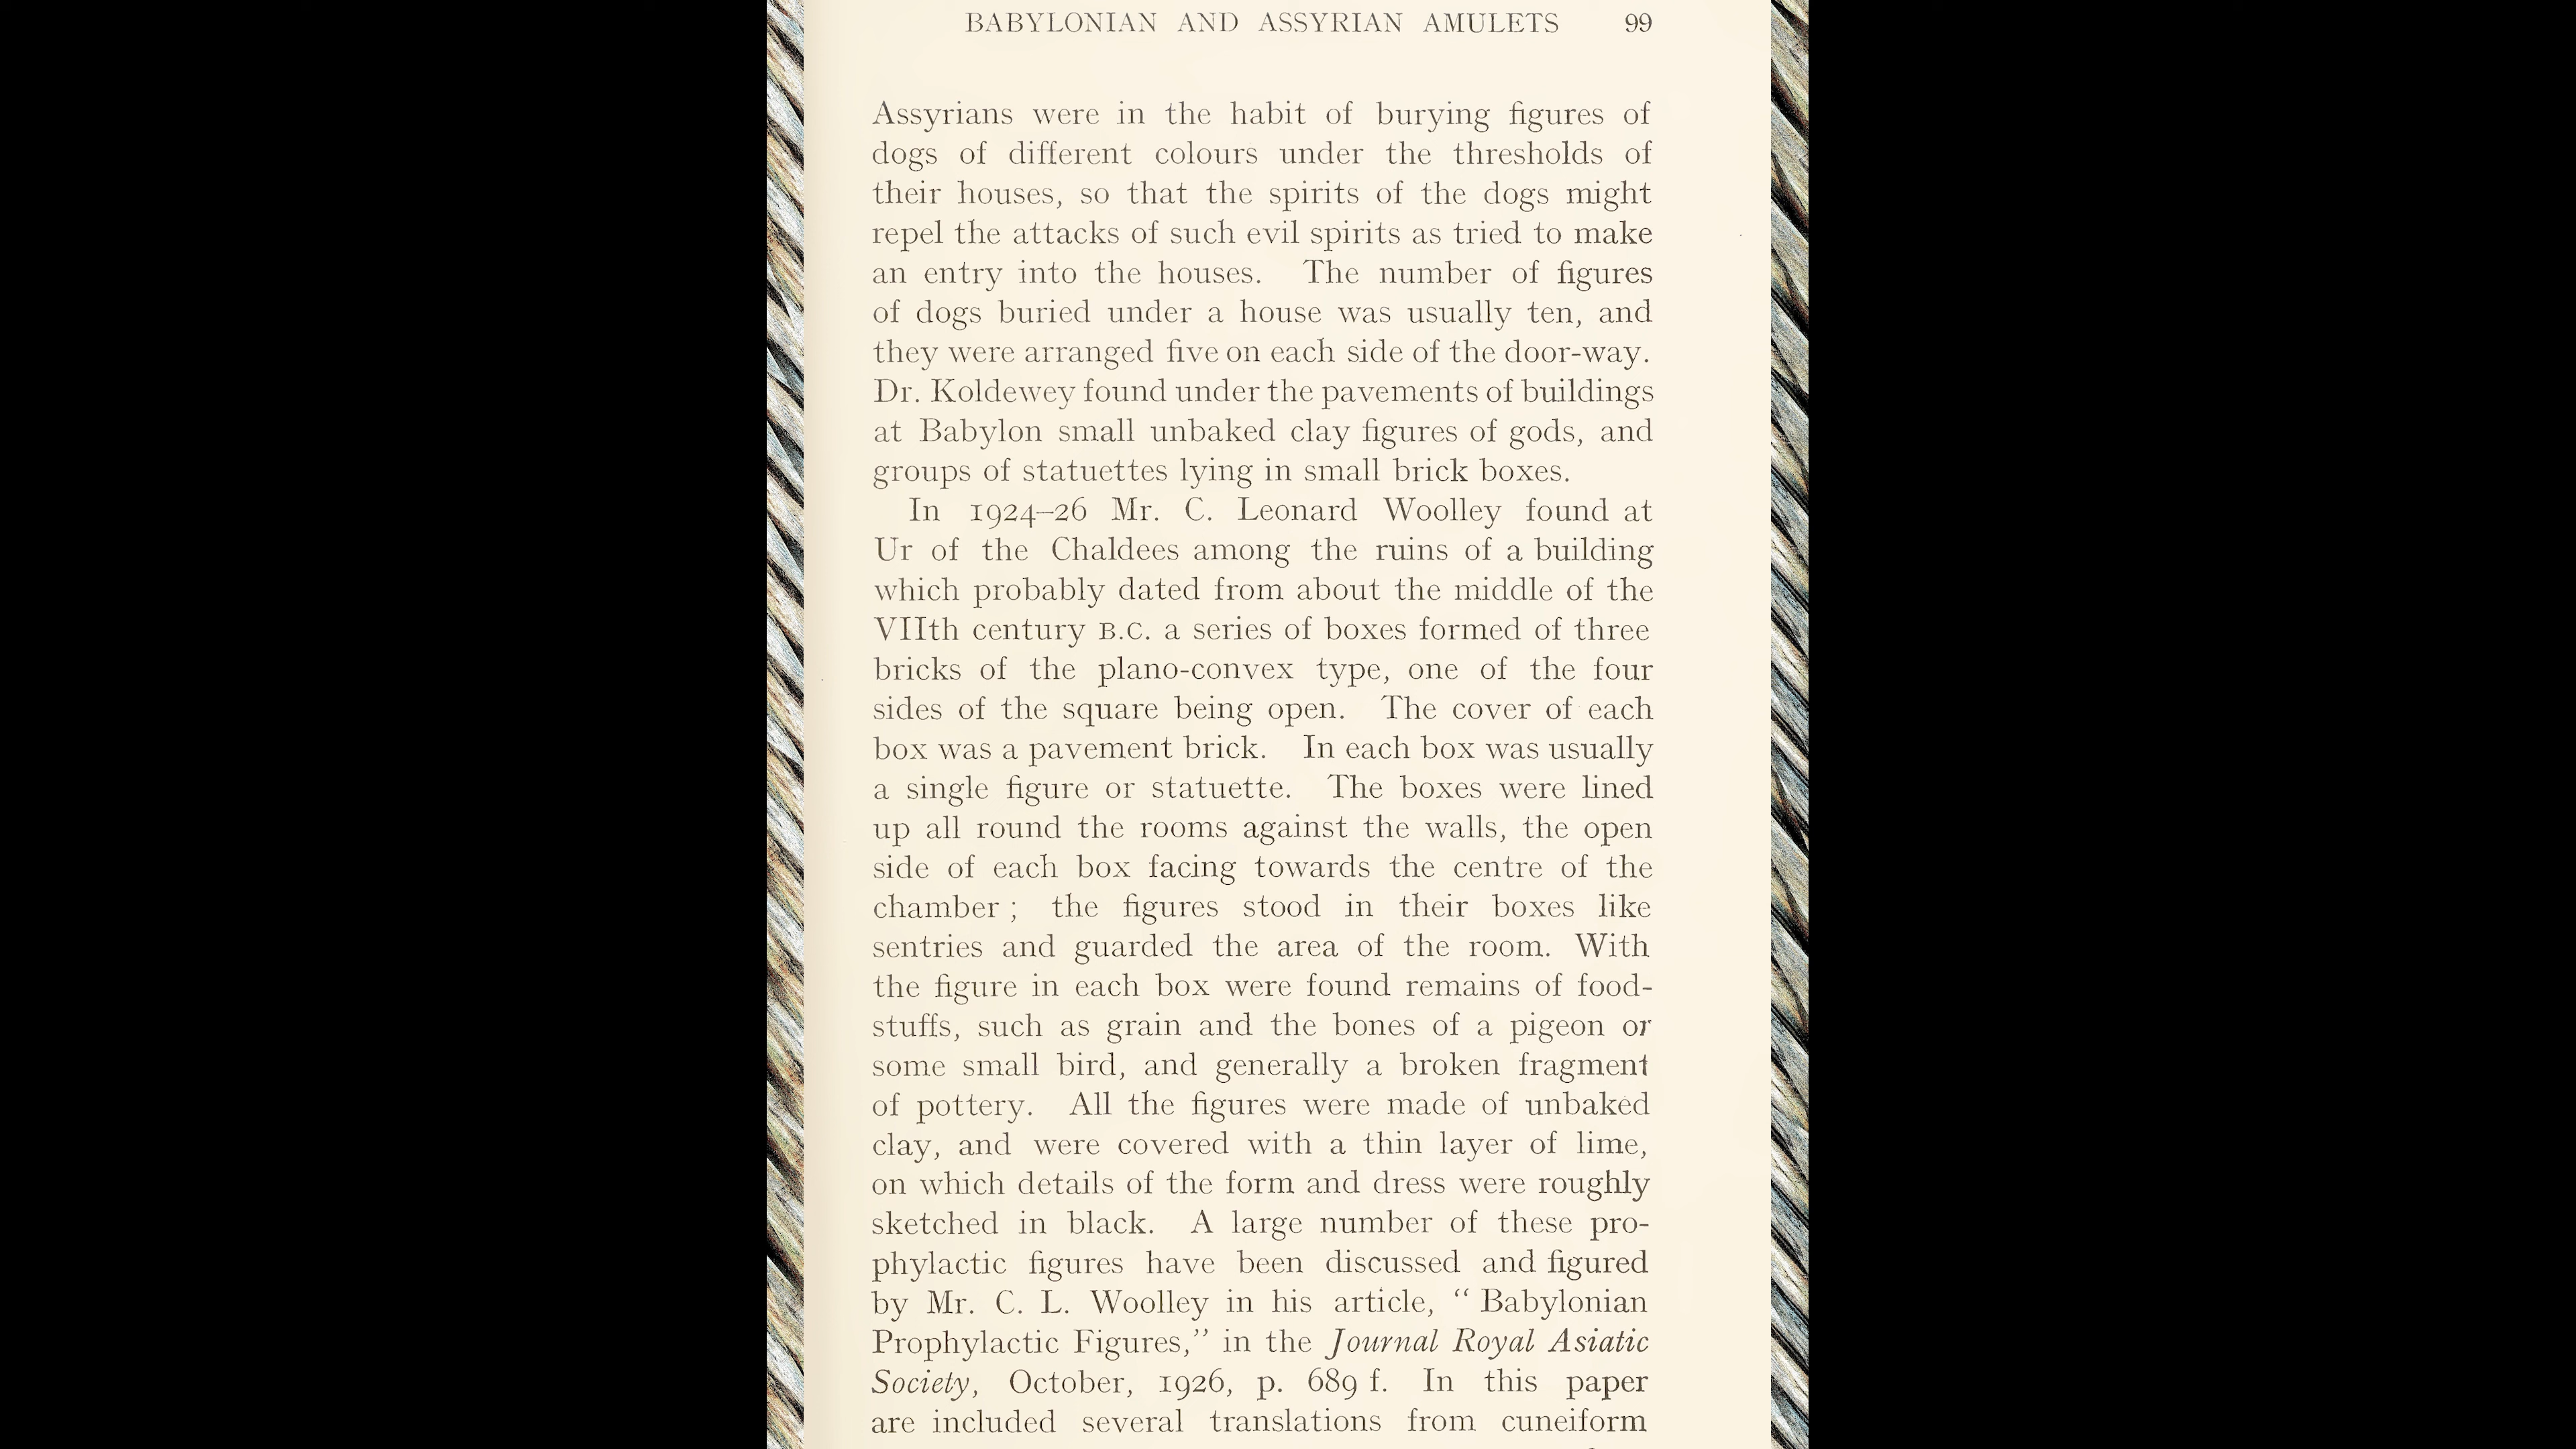 BABYLONIAN AND ASSYRIAN AMULETS 99
Assyrians were in the habit of burying figures of
dogs of different colours under the thresholds of
their houses, so that the spirits of the dogs might
repel the attacks of such evil spirits as tried to make
an entry into the houses. The number of figures
of dogs buried under a house was usually ten, and
they were arranged five on each side of the door-way.
Dr. Koldewey found under the pavements of buildings
at Babylon small unbaked clay figures of gods, and
groups of statuettes lying in small brick boxes.
In 1924–26 Mr. C. Leonard Woolley found at
Ur of the Chaldees among the ruins of a building
which probably dated from about the middle of the
VIIth century B.C. a series of boxes formed of three
bricks of the plano-convex type, one of the four
sides of the square being open. The cover of each
box was a pavement brick. In each box was usually
a single figure or statuette. The boxes were lined
up all round the rooms against the walls, the open
side of each box facing towards the centre of the
chamber ; the figures stood in their boxes like
sentries and guarded the area of the room. With
the figure in each box were found remains of food-
stuffs, such as grain and the bones of a pigeon or
some small bird, and generally a broken fragment
of pottery. All the figures were made of unbaked
clay, and were covered with a thin layer of lime,
on which details of the form and dress were roughly
sketched in black. A large number of these pro-
phylactic figures have been discussed and figured
by Mr. C. L. Woolley in his article, “ Babylonian
Prophylactic Figures,” in the Journal Royal Asiatic
Society, October, 1926, p. 689 f. In this paper
are included several translations from cuneiform